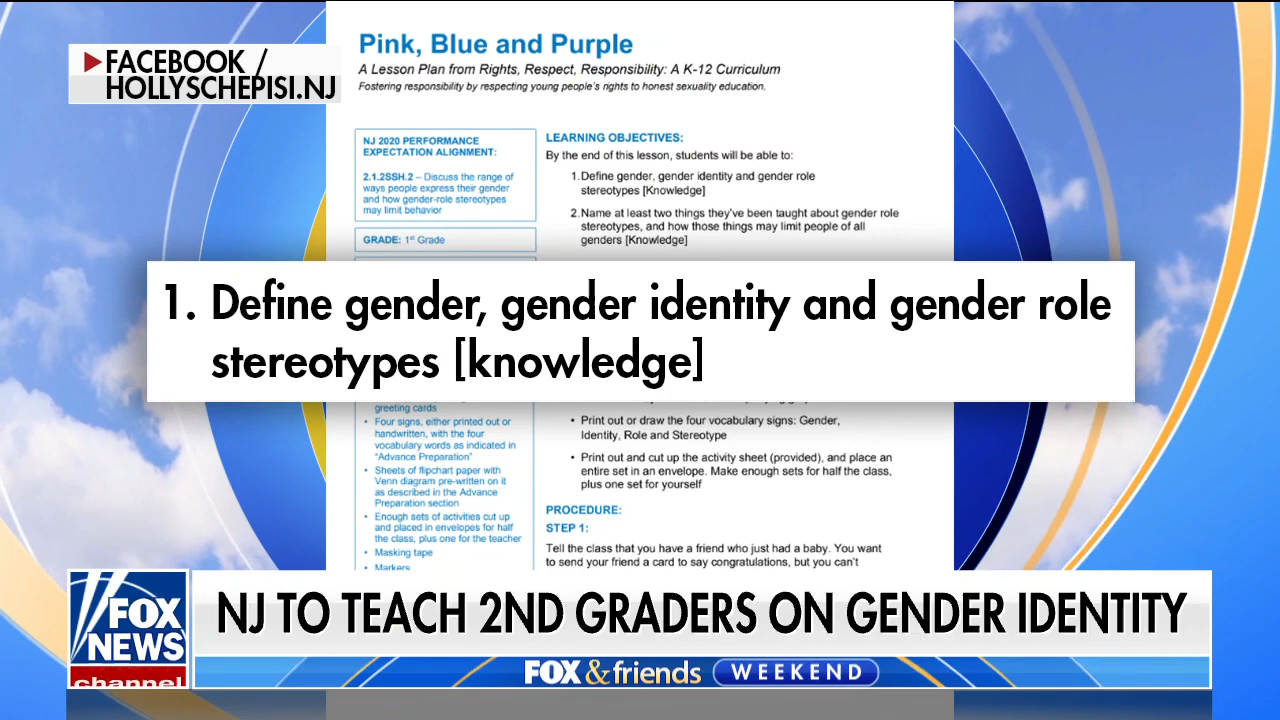 FACEBOOK /
HOLLYSCHEPISI.NJ
Pink, Blue and Purple
A Lesson Plan from Rights, Respect, Responsibility: A K-12 Curriculum
Fostering responsibility by respecting young people's rights to honest sexuality education.
NJ 2020 PERFORMANCE
EXPECTATION ALIGNMENT:
2.1.2SSH.2 – Discuss the range of
ways people express their gender
and how gender-role stereotypes
may limit behavior
GRADE: 1st Grade
LEARNING OBJECTIVES:
By the end of this lesson, students will be able to:
1.Define gender, gender identity and gender role
stereotypes [Knowledge]
2.Name at least two things they've been taught about gender role
stereotypes, and how those things may limit people of all
genders [Knowledge]
1. Define gender, gender identity and gender role
stereotypes [knowledge]
greeting cards
• Four signs, either printed out or
handwritten, with the four
vocabulary words as indicated in
"Advance Preparation"
• Sheets of flipchart paper with
Venn diagram pre-written on it
as described in the Advance
Preparation section
• Enough sets of activities cut up
and placed in envelopes for half
the class, plus one for the teacher
• Masking tape
• Markers
• Print out or draw the four vocabulary signs: Gender,
Identity, Role and Stereotype
• Print out and cut up the activity sheet (provided), and place an
entire set in an envelope. Make enough sets for half the class,
plus one set for yourself
PROCEDURE:
STEP 1:
Tell the class that you have a friend who just had a baby. You want
to send your friend a card to say congratulations, but you can't
FOX
NEWS
channel
NJ TO TEACH 2ND GRADERS ON GENDER IDENTITY
FOX & friends WEEKEND